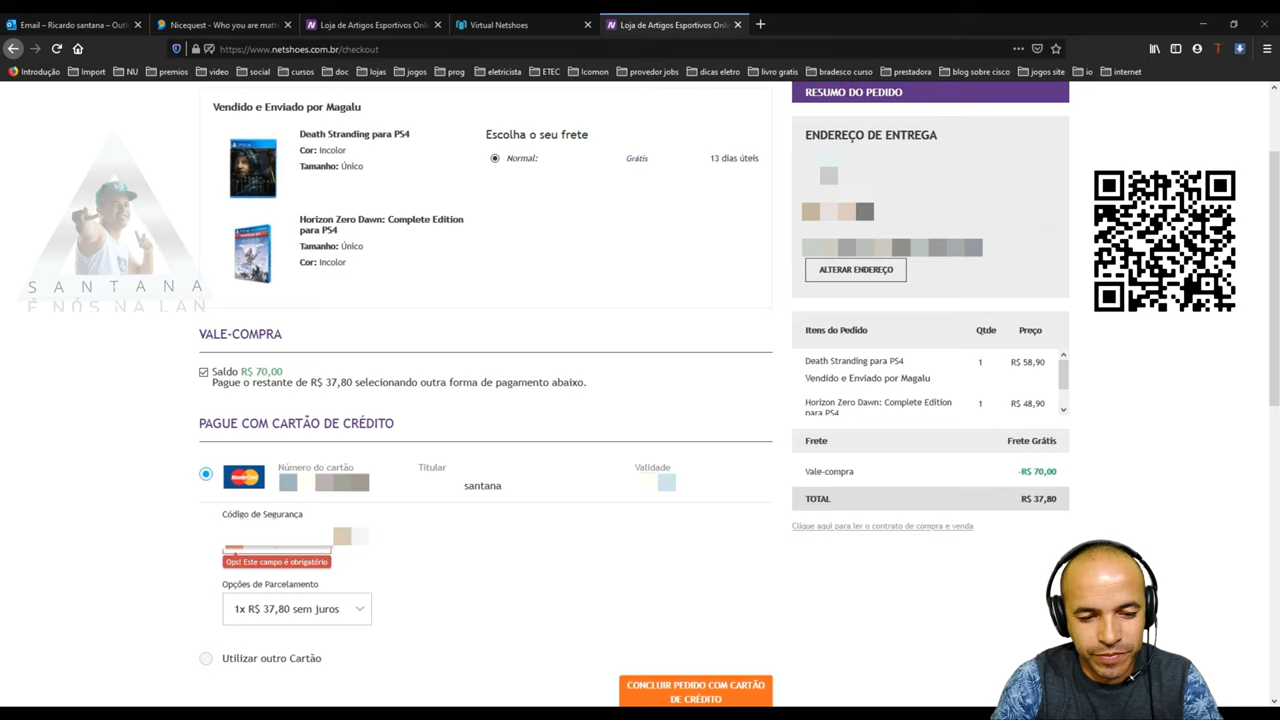 Email – Ricardo santana – Outl
Nicequest - Who you are matt
Loja de Artigos Esportivos Onli
Virtual Netshoes
Loja de Artigos Esportivos Onl
https://www.netshoes.com.br/checkout
Introdução
Import
NU
premios
video
social
cursos
doc
lojas
jogos
prog
eletricista
ETEC
Icomon
provedor jobs
dicas eletro
livro gratis
bradesco curso
prestadora
blog sobre cisco
jogos site
io
internet
Vendido e Enviado por Magalu
Death Stranding para PS4
Cor: Incolor
Tamanho: Único
Escolha o seu frete
Normal: Grátis 13 dias úteis
Horizon Zero Dawn: Complete Edition
para PS4
Tamanho: Único
Cor: Incolor
SANTANA
É NÓS NA LAN
VALE-COMPRA
Saldo R$ 70,00
Pague o restante de R$ 37,80 selecionando outra forma de pagamento abaixo.
PAGUE COM CARTÃO DE CRÉDITO
MasterCard
Número do cartão
Titular
Validade
santana
Código de Segurança
Ops! Este campo é obrigatório
Opções de Parcelamento
1x R$ 37,80 sem juros
Utilizar outro Cartão
CONCLUIR PEDIDO COM CARTÃO
DE CRÉDITO
RESUMO DO PEDIDO
ENDEREÇO DE ENTREGA
ALTERAR ENDEREÇO
Itens do Pedido Qtde Preço
Death Stranding para PS4 1 R$ 58,90
Vendido e Enviado por Magalu
Horizon Zero Dawn: Complete Edition 1 R$ 48,90
para PS4
Frete Frete Grátis
Vale-compra -R$ 70,00
TOTAL R$ 37,80
Clique aqui para ler o contrato de compra e venda